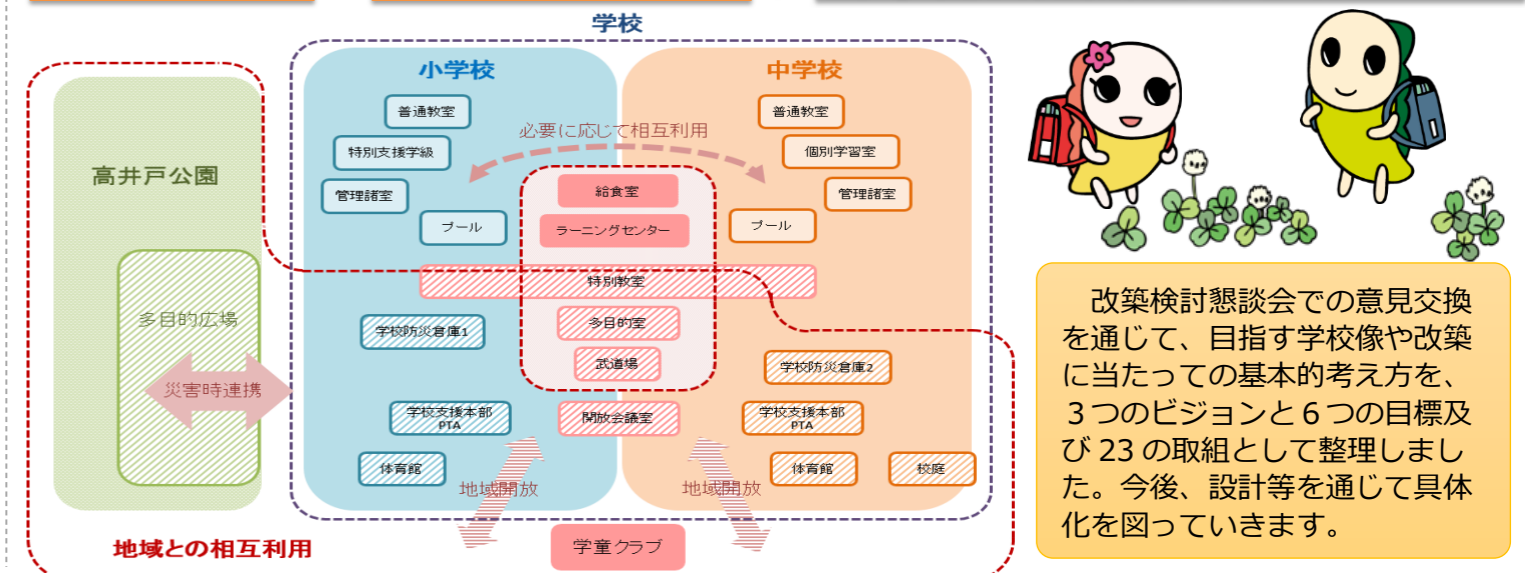 学校
小学校
中学校
高井戸公園
多目的広場
災害時連携
普通教室
特別支援学級
管理諸室
プール
必要に応じて相互利用
給食室
ラーニングセンター
特別教室
多目的室
武道場
開放会議室
普通教室
個別学習室
管理諸室
プール
学校防災倉庫1
学校支援本部
PTA
体育館
地域開放
学校防災倉庫2
学校支援本部
PTA
体育館
校庭
地域開放
学童クラブ
地域との相互利用
改築検討懇談会での意見交換
を通じて、目指す学校像や改築
に当たっての基本的考え方を、
３つのビジョンと６つの目標及
び 23 の取組として整理しまし
た。今後、設計等を通じて具体
化を図っていきます。